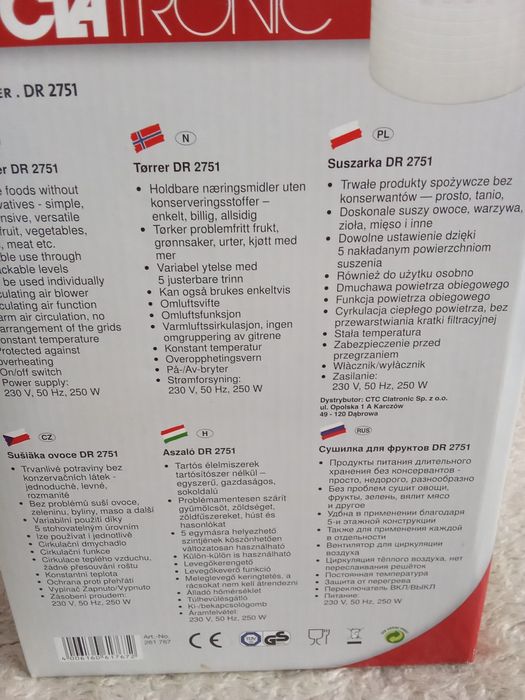 CLATRONIC
ER . DR 2751
er DR 2751
e foods without
vatives - simple,
nsive, versatile
fruit, vegetables,
s, meat etc.
ble use through
ckable levels
be used individually
culating air blower
culating air function
arm air circulation, no
arrangement of the grids
onstant temperature
Protected against
overheating
On/off switch
Power supply:
230 V, 50 Hz, 250 W
N
Tørrer DR 2751
• Holdbare næringsmidler uten
konserveringsstoffer –
enkelt, billig, allsidig
• Tørker problemfritt frukt,
grønnsaker, urter, kjøtt med
mer
• Variabel ytelse med
5 justerbare trinn
• Kan også brukes enkeltvis
• Omluftsvifte
• Omluftsfunksjon
• Varmluftssirkulasjon, ingen
omgruppering av gitrene
• Konstant temperatur
• Overopphetingsvern
• På-/Av-bryter
• Strømforsyning:
230 V, 50 Hz, 250 W
PL
Suszarka DR 2751
• Trwałe produkty spożywcze bez
konserwantów — prosto, tanio,
• Doskonale suszy owoce, warzywa,
zioła, mięso i inne
• Dowolne ustawienie dzięki
5 nakładanym powierzchniom
suszenia
• Również do użytku osobno
• Dmuchawa powietrza obiegowego
• Funkcja powietrza obiegowego
• Cyrkulacja ciepłego powietrza, bez
przewarstwiania kratki filtracyjnej
• Stała temperatura
• Zabezpieczenie przed
przegrzaniem
• Włącznik/wyłącznik
• Zasilanie:
230 V, 50 Hz, 250 W
Dystrybutor: CTC Clatronic Sp. z o.o.
ul. Opolska 1 A Karczów
49 - 120 Dąbrowa
CZ
Sušiäka ovoce DR 2751
• Trvanlivé potraviny bez
konzervačních látek -
jednoduché, levné,
rozmanité
• Bez problémů suší ovoce,
zeleninu, byliny, maso a další
• Variabilní použití díky
5 stohovatelným úrovním
• Lze používat i jednotlivě
• Cirkulační dmychadlo
• Cirkulační funkce
• Cirkulace teplého vzduchu,
žádné přesouvání roštu
• Konstantní teplota
• Ochrana proti přehřátí
• Vypínač Zapnuto/Vypnuto
• Zásobení proudem:
230 V, 50 Hz, 250 W
H
Aszaló DR 2751
• Tartós élelmiszerek
tartósítószer nélkül –
egyszerű, gazdaságos,
sokoldalú
• Problémamentesen szárít
gyümölcsöt, zöldséget,
zöldfűszereket, húst és
hasonlókat
• 5 egymásra helyezhető
szintjének köszönhetően
változatosan használható
• Külön-külön is használható
• Levegőkeringető
• Levegőkeverő funkció
• Meleglevegő keringetés, a
rácsokat nem kell átrendezni
• Állandó hőmérséklet
• Túlhevülésgátló
• Ki-/bekapcsológomb
• Áramtelvétel
230 V, 50 Hz, 250 W
RUS
Сушилка для фруктов DR 2751
• Продукты питания длительного
хранения без консервантов -
просто, недорого, разнообразно
• Без проблем сушит овощи,
фрукты, зелень, вялит мясо
и другое
• Удобна в применении благодаря
5-и этажной конструкции
• Также для применения каждой
в отдельности
• Вентилятор для циркуляции
воздуха
• Циркуляция тёплого воздуха, нет
переслаивания решёток
• Постоянная температура
• Защита от перегрева
• Переключатель ВКЛ/ВЫКЛ
• Питание:
230 V, 50 Hz, 250 W
Art.-No.
261 767
4 006160 617672
CE
GS